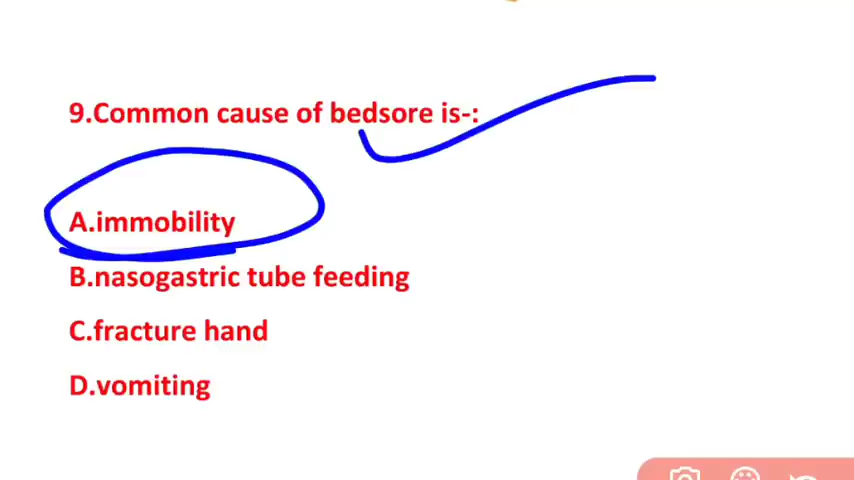 9.Common cause of bedsore is-:
A.immobility
B.nasogastric tube feeding
C.fracture hand
D.vomiting